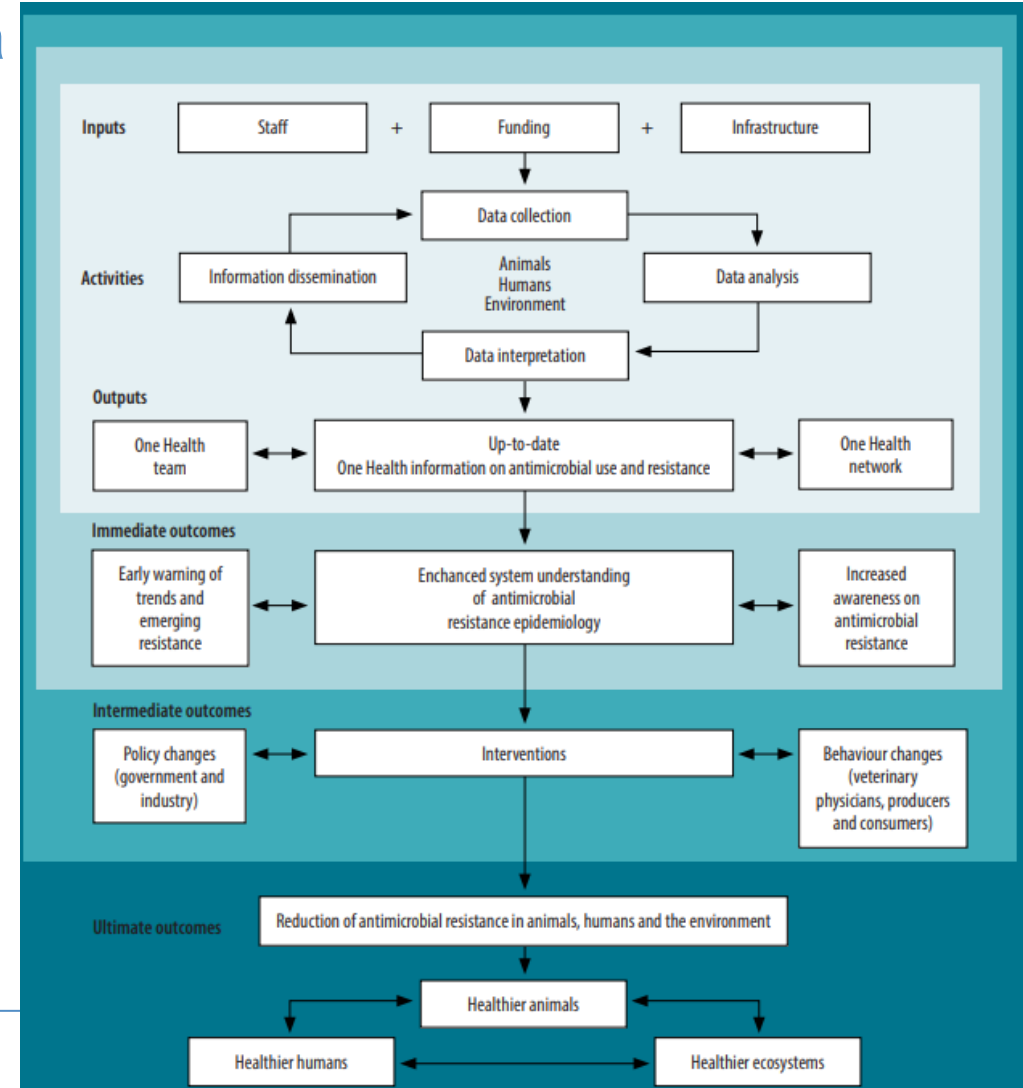 Inputs
Staff
+
Funding
+
Infrastructure
Data collection
Activities
Information dissemination
Animals
Humans
Environment
Data analysis
Data interpretation
Outputs
One Health
team
Up-to-date
One Health information on antimicrobial use and resistance
One Health
network
Immediate outcomes
Early warning of
trends and
emerging
resistance
Enchanced system understanding
of antimicrobial
resistance epidemiology
Increased
awareness on
antimicrobial
resistance
Intermediate outcomes
Policy changes
(government and
industry)
Interventions
Behaviour changes
(veterinary
physicians, producers
and consumers)
Ultimate outcomes
Reduction of antimicrobial resistance in animals, humans and the environment
Healthier animals
Healthier humans
Healthier ecosystems